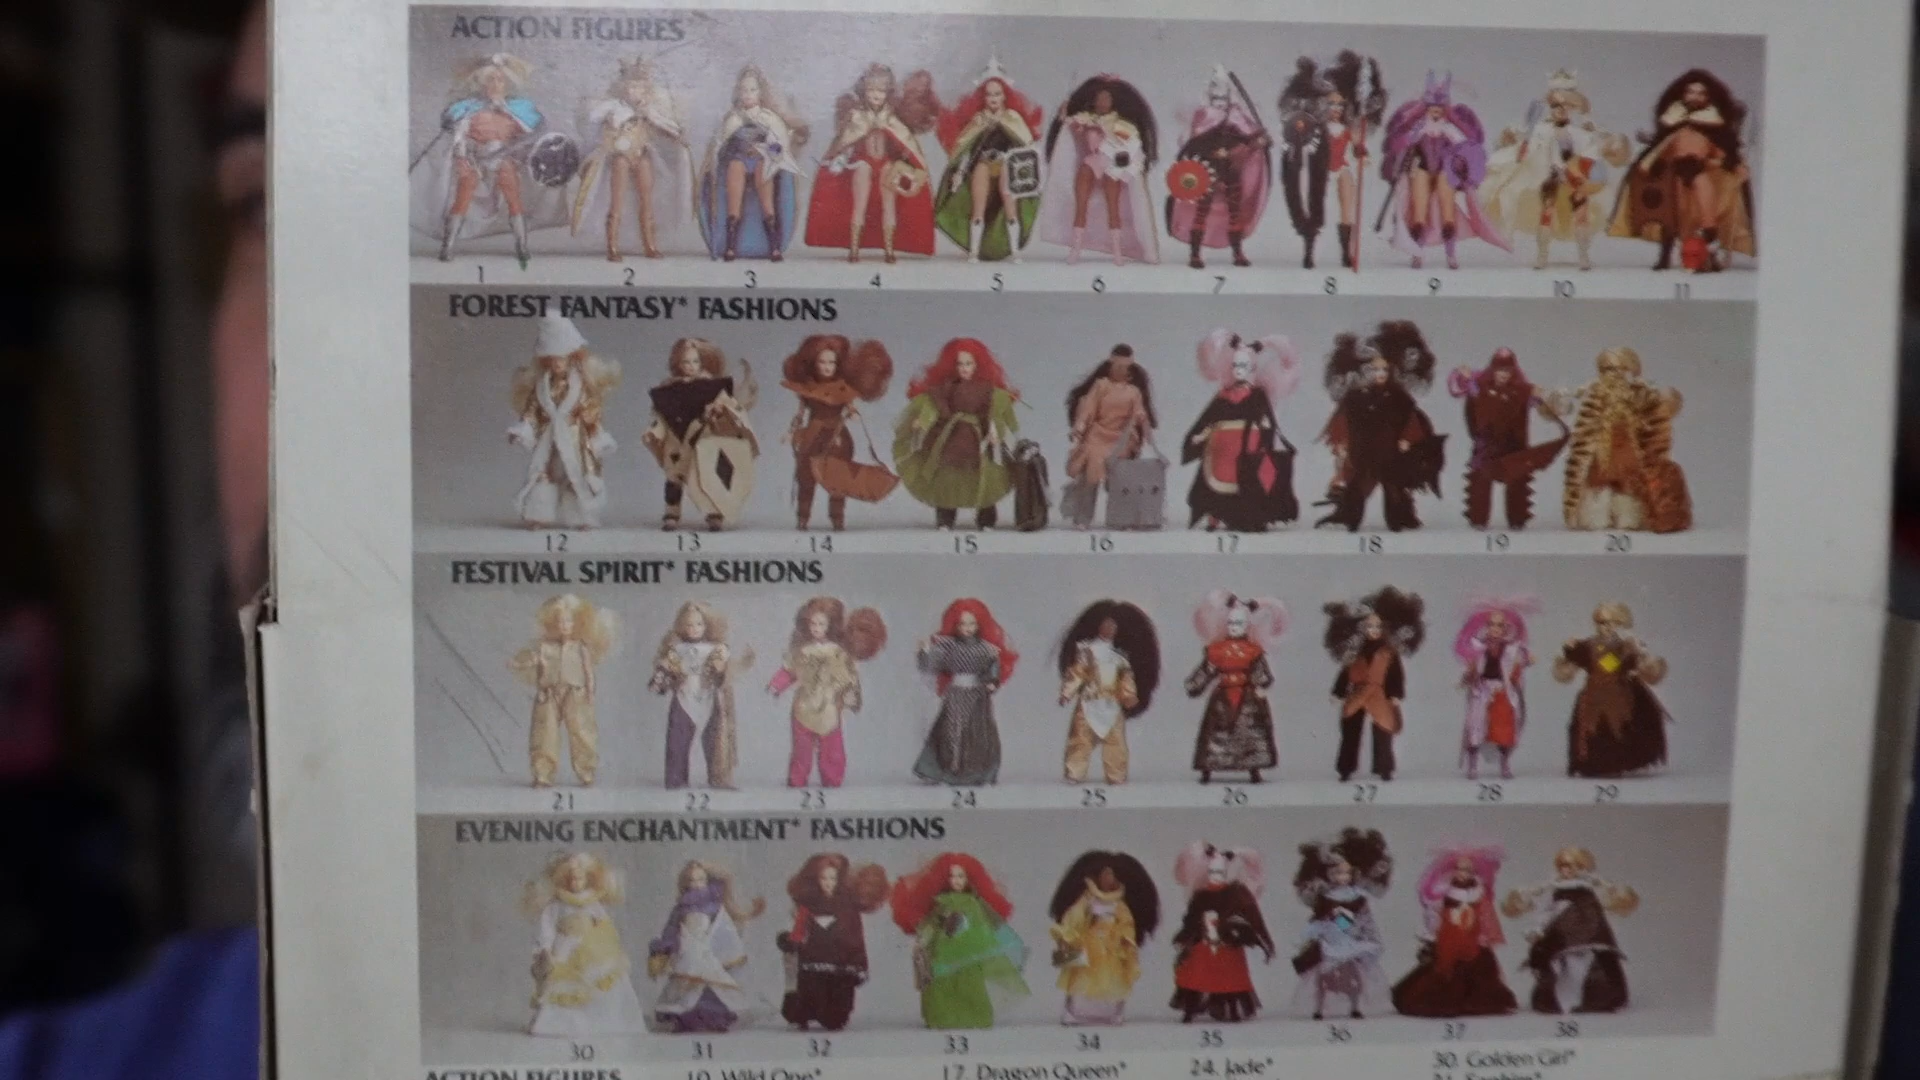 ACTION FIGURES
1 2 3 4 5 6 7 8 9 10 11
FOREST FANTASY* FASHIONS
12 13 14 15 16 17 18 19 20
FESTIVAL SPIRIT* FASHIONS
21 22 23 24 25 26 27 28 29
EVENING ENCHANTMENT* FASHIONS
30 31 32 33 34 35 36 37 38
ACTION FIGURES
10. Wild One*
17. Dragon Queen*
24. Jade*
30. Golden Girl*
31. Saphire*